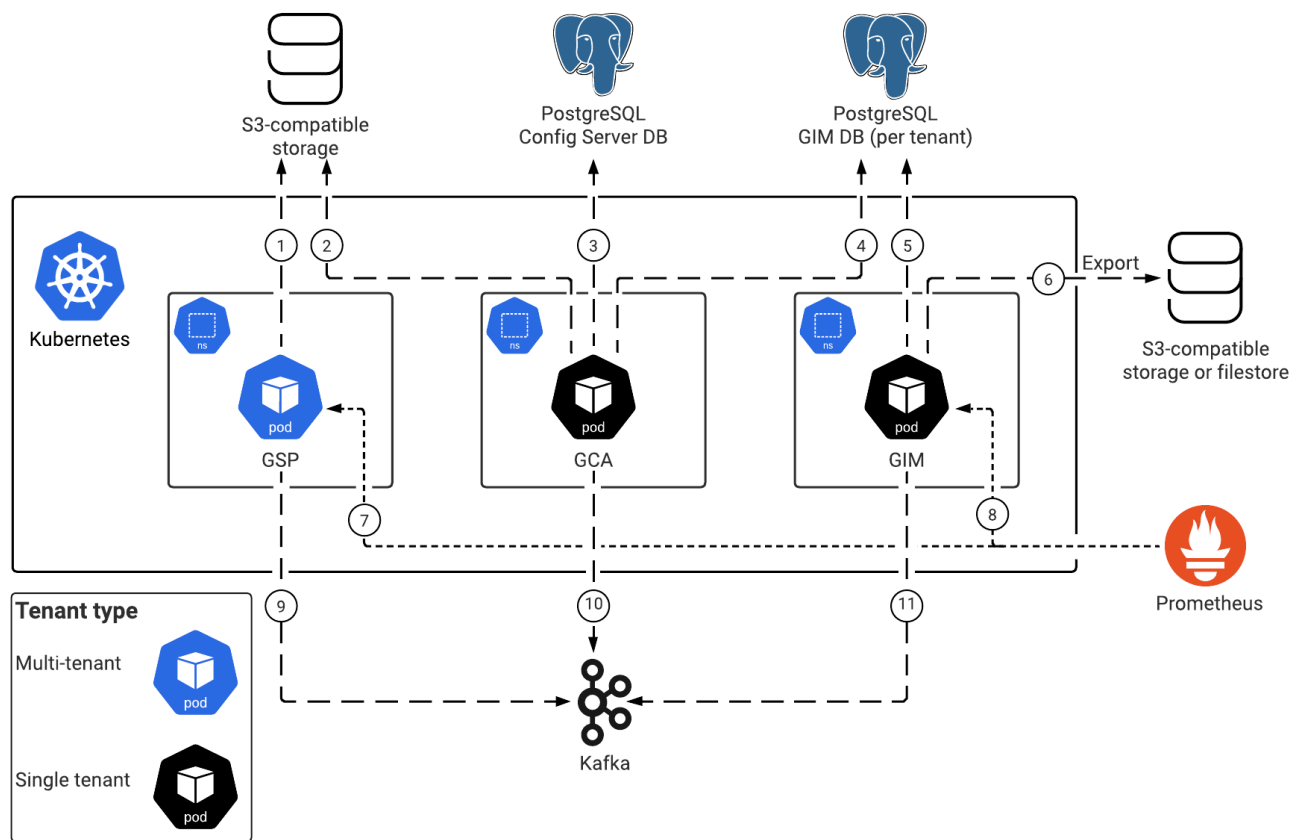 S3-compatible
storage
PostgreSQL
Config Server DB
PostgreSQL
GIM DB (per tenant)
1
2
3
4
5
6
Export
Kubernetes
ns
ns
ns
S3-compatible
storage or filestore
pod
pod
pod
GSP
GCA
GIM
7
8
Prometheus
9
10
11
Tenant type
Multi-tenant
pod
Single tenant
pod
Kafka